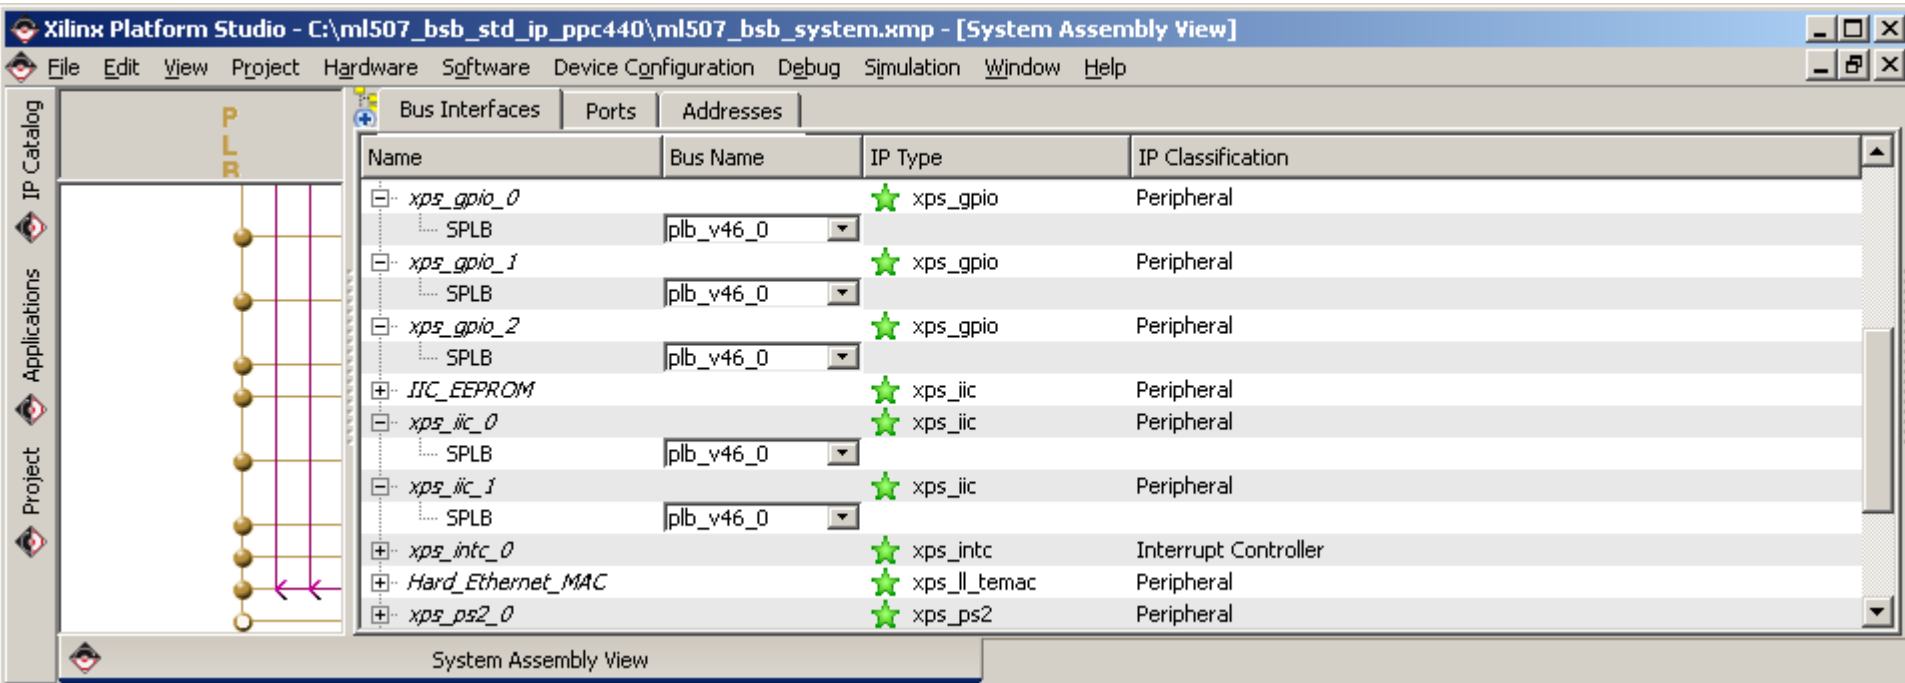 Xilinx Platform Studio - C:\ml507_bsb_std_ip_ppc440\ml507_bsb_system.xmp - [System Assembly View]
File Edit View Project Hardware Software Device Configuration Debug Simulation Window Help
IP Catalog
Applications
Project
P
L
B
Bus Interfaces Ports Addresses
Name Bus Name IP Type IP Classification
xps_gpio_0 xps_gpio Peripheral
SPLB plb_v46_0
xps_gpio_1 xps_gpio Peripheral
SPLB plb_v46_0
xps_gpio_2 xps_gpio Peripheral
SPLB plb_v46_0
IIC_EEPROM xps_iic Peripheral
xps_iic_0 xps_iic Peripheral
SPLB plb_v46_0
xps_iic_1 xps_iic Peripheral
SPLB plb_v46_0
xps_intc_0 xps_intc Interrupt Controller
Hard_Ethernet_MAC xps_ll_temac Peripheral
xps_ps2_0 xps_ps2 Peripheral
System Assembly View